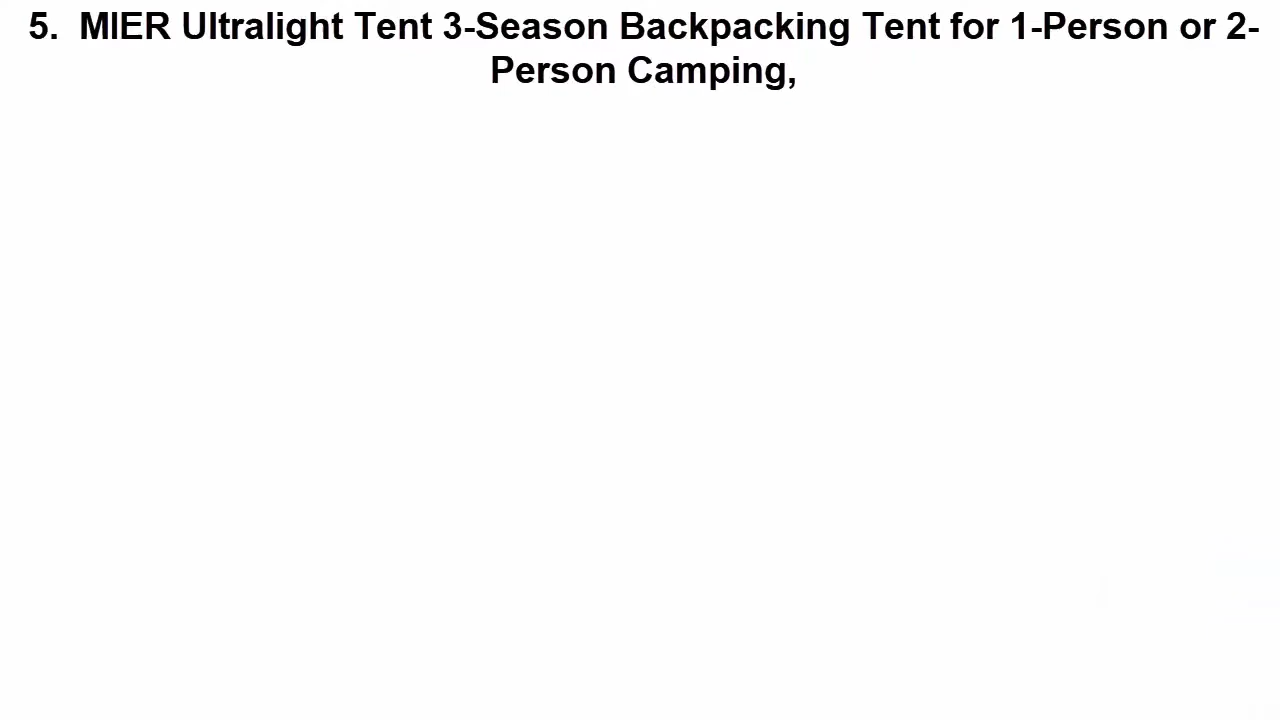 5. MIER Ultralight Tent 3-Season Backpacking Tent for 1-Person or 2-
Person Camping,